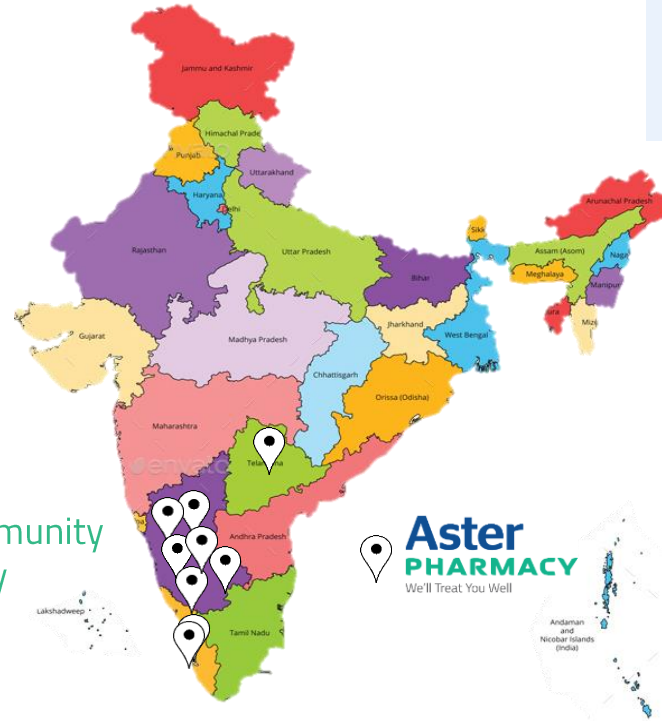 Jammu and Kashmir
Himachal Prade
Punjab
Uttarakhand
Haryana
Delhi
Arunachal Pradesh
Sikk
Rajasthan
Uttar Pradesh
Assam (Asom)
Naga
Bihar
Meghalaya
Manipur
ura
Gujarat
Madhya Pradesh
Jharkhand
West Bengal
Mizo
Chhattisgarh
Orissa (Odisha)
Maharashtra
envato
Andhra Pradesh
munity
Aster
PHARMACY
We'll Treat You Well
Lakshadweep
Tamil Nadu
Andaman
and
Nicobar Islands
(India)